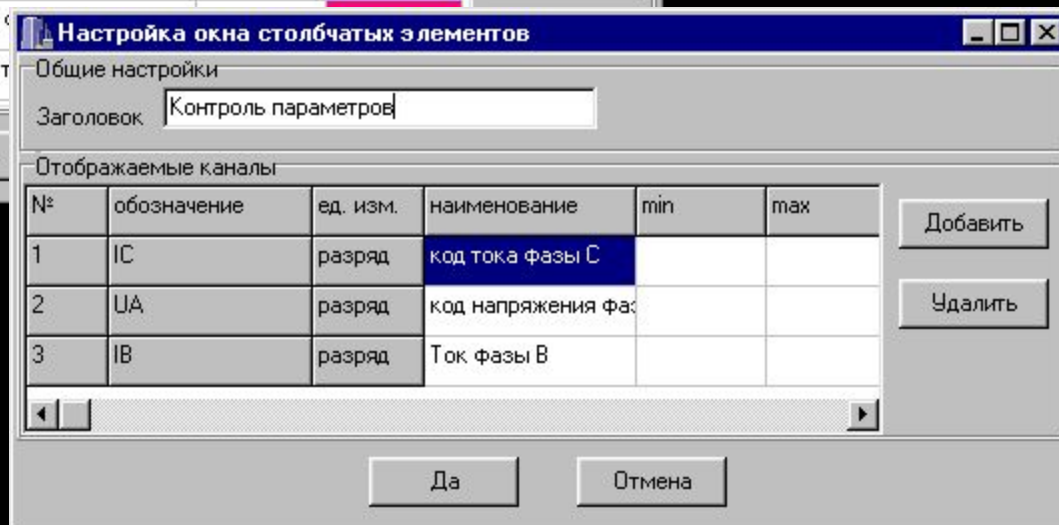 Настройка окна столбчатых элементов
Общие настройки
Заголовок Контроль параметров
Отображаемые каналы
№ обозначение ед. изм. наименование min max
Добавить
1 IC разряд код тока фазы С
2 UA разряд код напряжения
Удалить
3 IB разряд Ток фазы В
Да Отмена